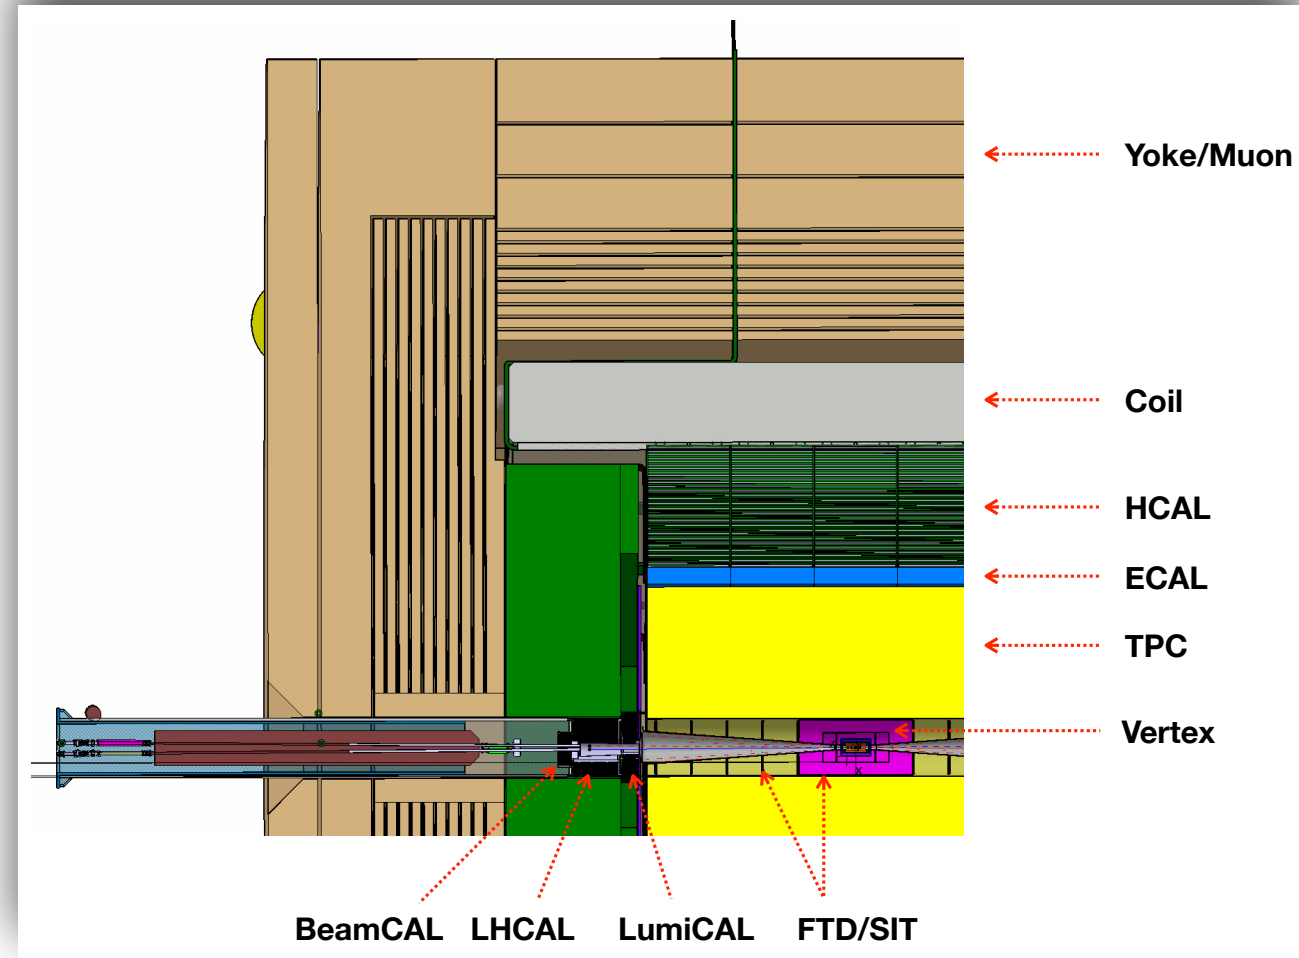 Yoke/Muon
Coil
HCAL
ECAL
TPC
Vertex
X
BeamCAL LHCAL LumiCAL FTD/SIT